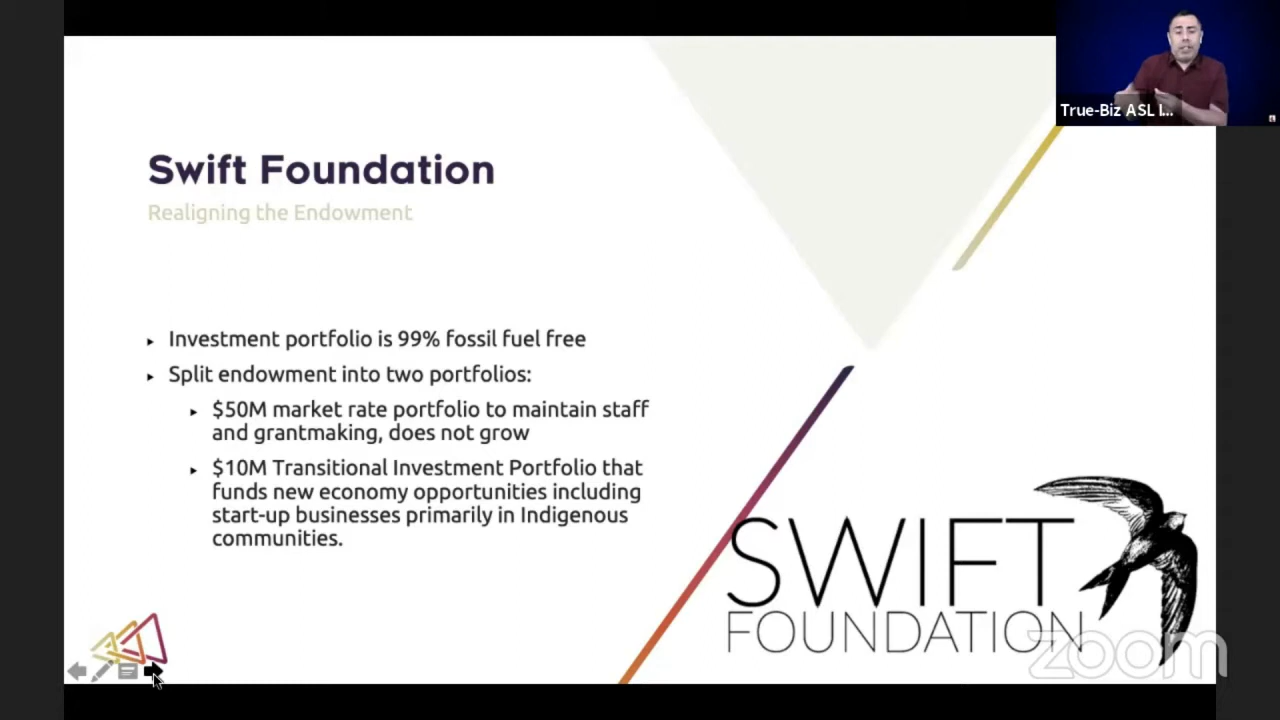 True-Biz ASL I...
Swift Foundation
Realigning the Endowment
Investment portfolio is 99% fossil fuel free
Split endowment into two portfolios:
$50M market rate portfolio to maintain staff
and grantmaking, does not grow
$10M Transitional Investment Portfolio that
funds new economy opportunities including
start-up businesses primarily in Indigenous
communities.
SWIFT
FOUNDATION
zoom